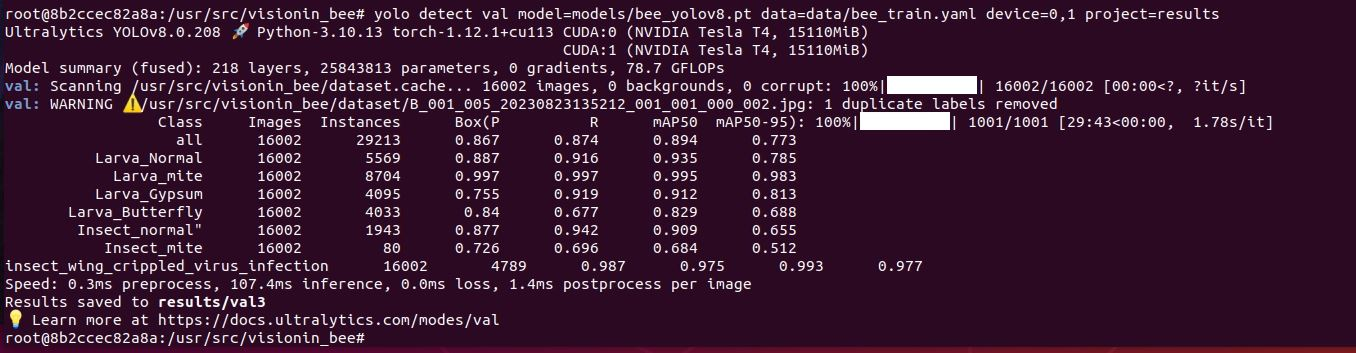 root@8b2ccec82a8a:/usr/src/visionin_bee# yolo detect val model=models/bee_yolov8.pt data=data/bee_train.yaml device=0,1 project=results
Ultralytics YOLOv8.0.208 🚀 Python-3.10.13 torch-1.12.1+cu113 CUDA:0 (NVIDIA Tesla T4, 15110MiB)
CUDA:1 (NVIDIA Tesla T4, 15110MiB)
Model summary (fused): 218 layers, 25843813 parameters, 0 gradients, 78.7 GFLOPs
val: Scanning /usr/src/visionin_bee/dataset.cache... 16002 images, 0 backgrounds, 0 corrupt: 100%|██████████| 16002/16002 [00:00<?, ?it/s]
val: WARNING ⚠️/usr/src/visionin_bee/dataset/B_001_005_20230823135212_001_001_000_002.jpg: 1 duplicate labels removed
Class Images Instances Box(P R mAP50 mAP50-95): 100%|██████████| 1001/1001 [29:43<00:00, 1.78s/it]
all 16002 29213 0.867 0.874 0.894 0.773
Larva_Normal 16002 5569 0.887 0.916 0.935 0.785
Larva_mite 16002 8704 0.997 0.997 0.995 0.983
Larva_Gypsum 16002 4095 0.755 0.919 0.912 0.813
Larva_Butterfly 16002 4033 0.84 0.677 0.829 0.688
Insect_normal" 16002 1943 0.877 0.942 0.909 0.655
Insect_mite 16002 80 0.726 0.696 0.684 0.512
insect_wing_crippled_virus_infection 16002 4789 0.987 0.975 0.993 0.977
Speed: 0.3ms preprocess, 107.4ms inference, 0.0ms loss, 1.4ms postprocess per image
Results saved to results/val3
💡 Learn more at https://docs.ultralytics.com/modes/val
root@8b2ccec82a8a:/usr/src/visionin_bee#